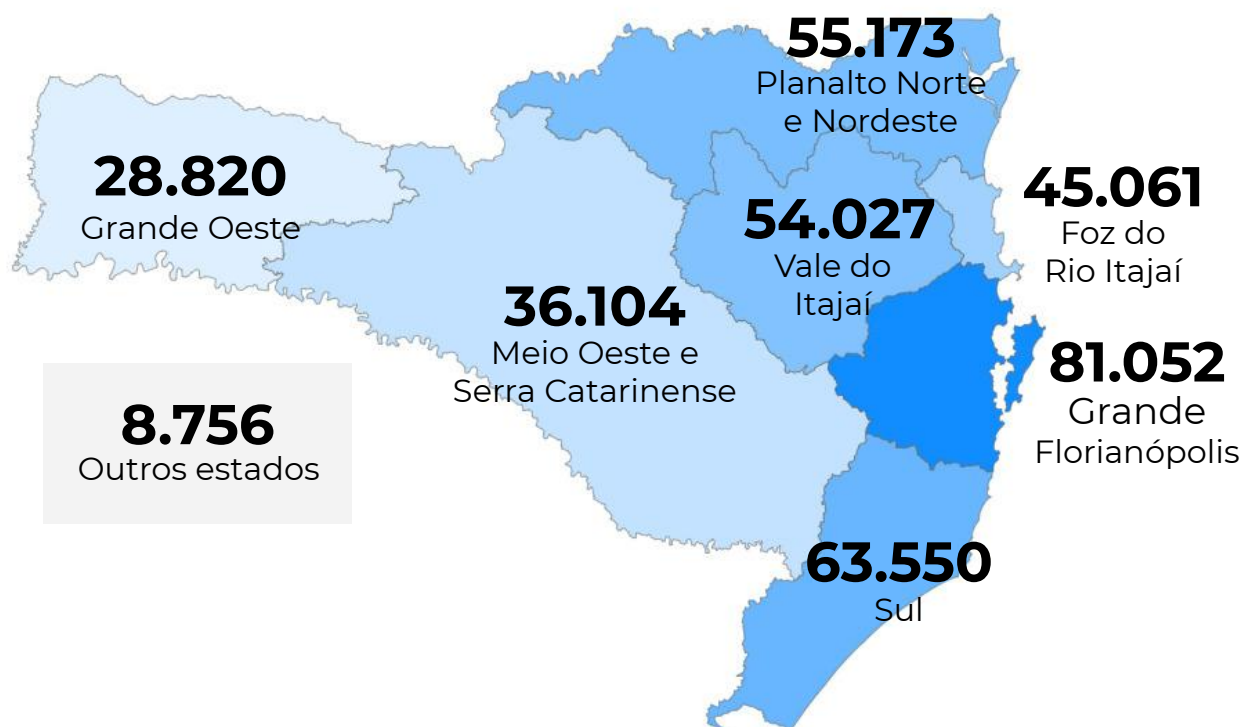 55.173
Planalto Norte
e Nordeste
28.820
Grande Oeste
45.061
Foz do
Rio Itajaí
54.027
Vale do
Itajaí
36.104
Meio Oeste e
Serra Catarinense
81.052
Grande
Florianópolis
8.756
Outros estados
63.550
Sul